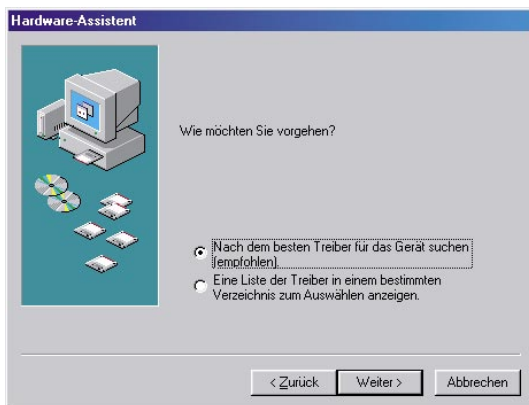 Hardware-Assistent
Wie möchten Sie vorgehen?
Nach dem besten Treiber für das Gerät suchen
(empfohlen).
Eine Liste der Treiber in einem bestimmten
Verzeichnis zum Auswählen anzeigen.
< Zurück
Weiter >
Abbrechen